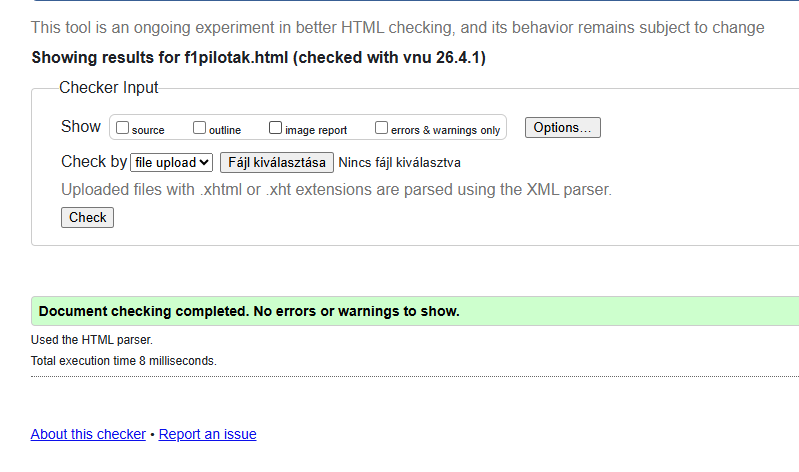 This tool is an ongoing experiment in better HTML checking, and its behavior remains subject to change
Showing results for f1pilotak.html (checked with vnu 26.4.1)
Checker Input
Show source outline image report errors & warnings only Options...
Check by file upload Fájl kiválasztása Nincs fájl kiválasztva
Uploaded files with .xhtml or .xht extensions are parsed using the XML parser.
Check
Document checking completed. No errors or warnings to show.
Used the HTML parser.
Total execution time 8 milliseconds.
About this checker • Report an issue